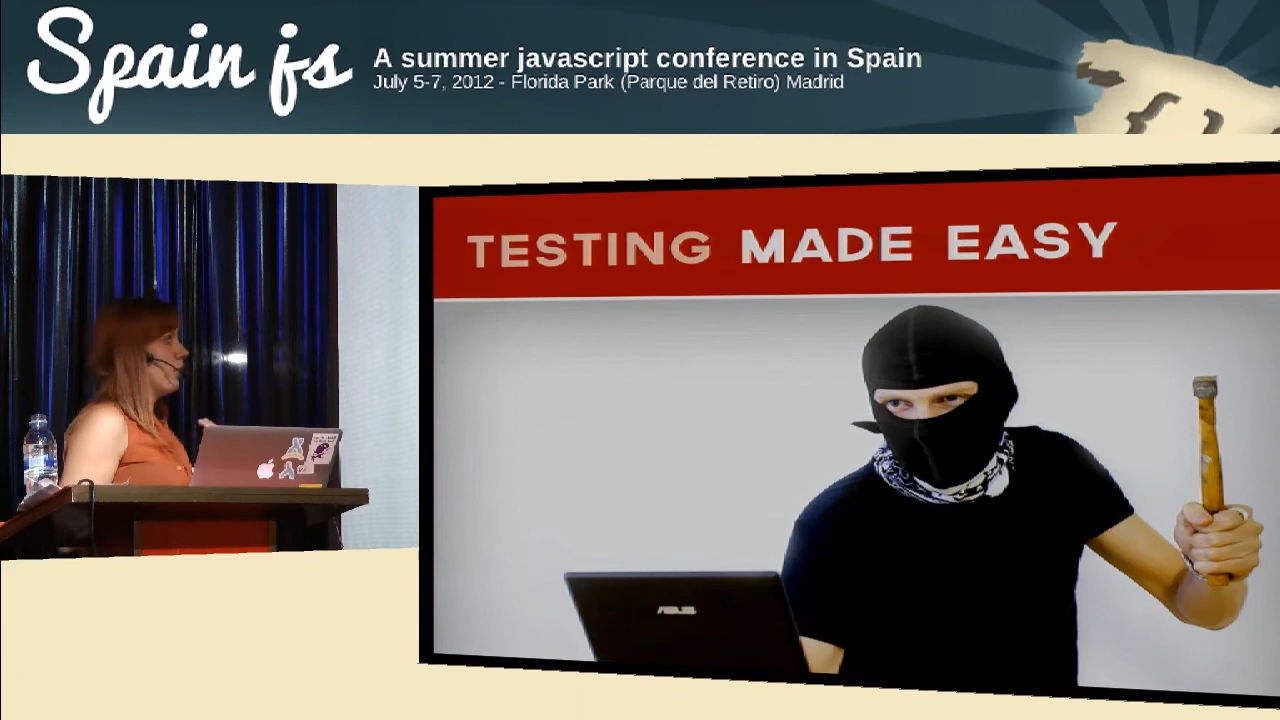 Spain js
A summer javascript conference in Spain
July 5-7, 2012 - Florida Park (Parque del Retiro) Madrid
TESTING MADE EASY
ASUS